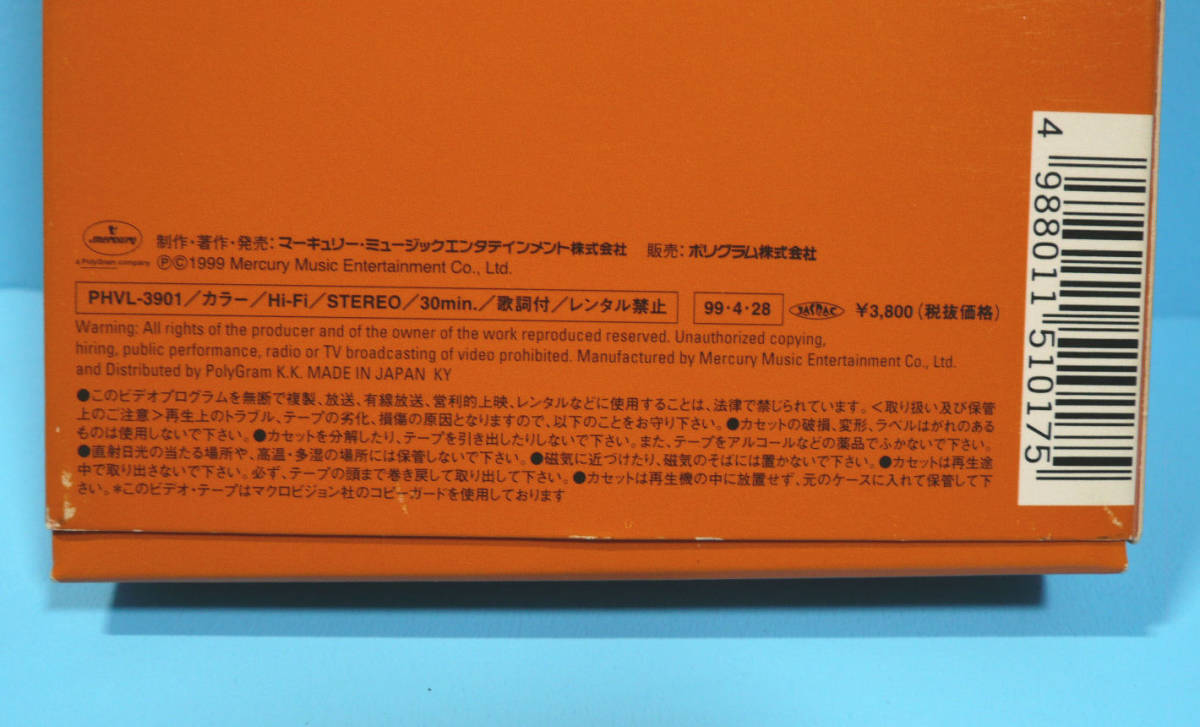 mercury
a PolyGram company
制作・著作・発売：マーキュリー・ミュージックエンタテインメント株式会社　販売：ポリグラム株式会社
ⓅⒸ1999 Mercury Music Entertainment Co., Ltd.
PHVL-3901／カラー／Hi-Fi／STEREO／30min.／歌詞付／レンタル禁止　99・4・28　JASRAC　¥3,800（税抜価格）
Warning: All rights of the producer and of the owner of the work reproduced reserved. Unauthorized copying,
hiring, public performance, radio or TV broadcasting of video prohibited. Manufactured by Mercury Music Entertainment Co., Ltd.
and Distributed by PolyGram K.K. MADE IN JAPAN KY
●このビデオプログラムを無断で複製、放送、有線放送、営利的上映、レンタルなどに使用することは、法律で禁じられています。＜取り扱い及び保管
上のご注意＞再生上のトラブル、テープの劣化、損傷の原因となりますので、以下のことをお守り下さい。●カセットの破損、変形、ラベルはがれのある
ものは使用しないで下さい。●カセットを分解したり、テープを引き出したりしないで下さい。また、テープをアルコールなどの薬品でふかないで下さい。
●直射日光の当たる場所や、高温・多湿の場所には保管しないで下さい。●磁気に近づけたり、磁気のそばには置かないで下さい。●カセットは再生途
中で取り出さないで下さい。必ず、テープの頭まで巻き戻して取り出して下さい。●カセットは再生機の中に放置せず、元のケースに入れて保管して下
さい。＊このビデオ・テープはマクロビジョン社のコピーガードを使用しております
4 988011 510175